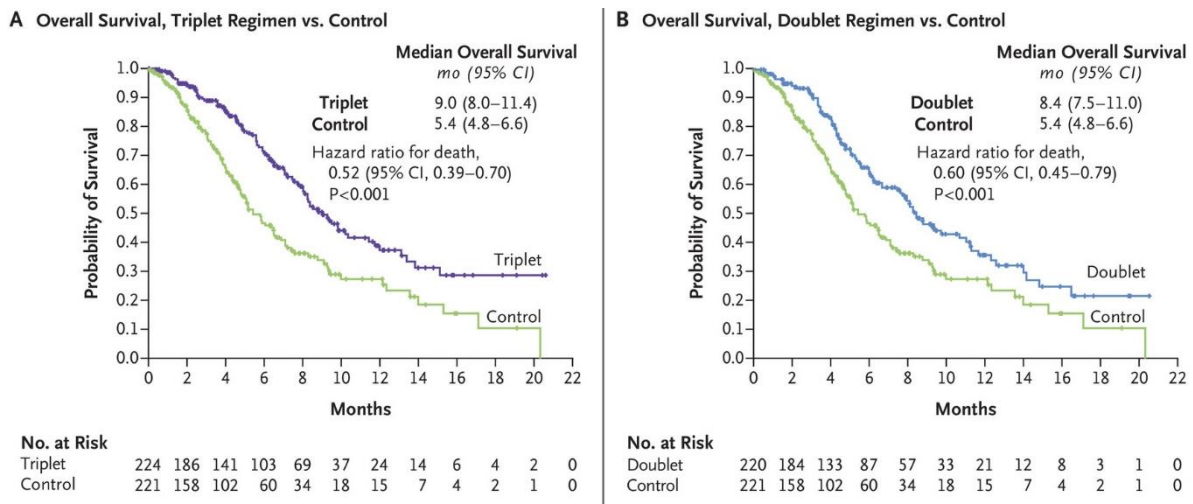 A Overall Survival, Triplet Regimen vs. Control
Median Overall Survival
mo (95% CI)
Triplet 9.0 (8.0–11.4)
Control 5.4 (4.8–6.6)
Hazard ratio for death,
0.52 (95% CI, 0.39–0.70)
P<0.001
Probability of Survival
1.0
0.9
0.8
0.7
0.6
0.5
0.4
0.3
0.2
0.1
0.0
Triplet
Control
0 2 4 6 8 10 12 14 16 18 20 22
Months
No. at Risk
Triplet 224 186 141 103 69 37 24 14 6 4 2 0
Control 221 158 102 60 34 18 15 7 4 2 1 0
B Overall Survival, Doublet Regimen vs. Control
Median Overall Survival
mo (95% CI)
Doublet 8.4 (7.5–11.0)
Control 5.4 (4.8–6.6)
Hazard ratio for death,
0.60 (95% CI, 0.45–0.79)
P<0.001
Probability of Survival
1.0
0.9
0.8
0.7
0.6
0.5
0.4
0.3
0.2
0.1
0.0
Doublet
Control
0 2 4 6 8 10 12 14 16 18 20 22
Months
No. at Risk
Doublet 220 184 133 87 57 33 21 12 8 3 1 0
Control 221 158 102 60 34 18 15 7 4 2 1 0